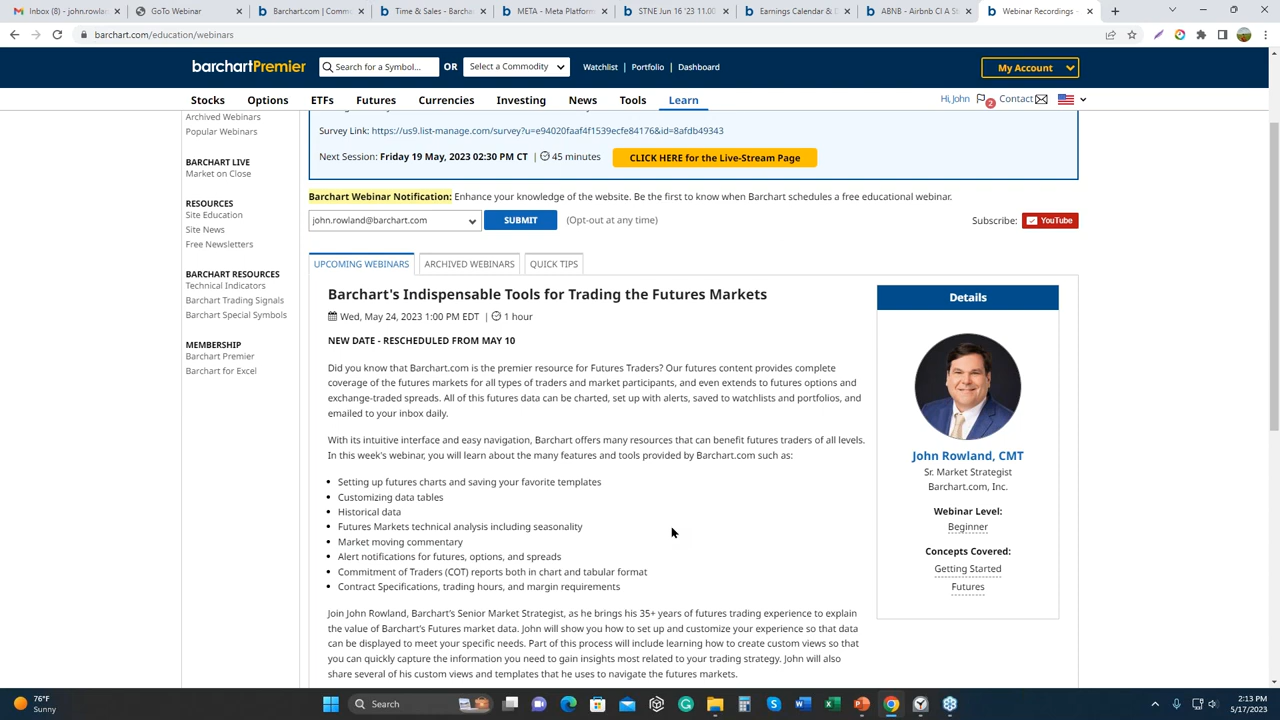 Inbox (8) - john.rowla
GoTo Webinar
Barchart.com | Comm
Time & Sales - Barcha
META - Meta Platform
STNE Jun 16 '23 11.00
Earnings Calendar & D
ABNB - Airbnb Cl A St
Webinar Recordings -
barchart.com/education/webinars
barchartPremier
Search for a Symbol...
OR
Select a Commodity
Watchlist | Portfolio | Dashboard
My Account
Stocks
Options
ETFs
Futures
Currencies
Investing
News
Tools
Learn
Hi, John
2
Contact
Archived Webinars
Popular Webinars
BARCHART LIVE
Market on Close
RESOURCES
Site Education
Site News
Free Newsletters
BARCHART RESOURCES
Technical Indicators
Barchart Trading Signals
Barchart Special Symbols
MEMBERSHIP
Barchart Premier
Barchart for Excel
Survey Link: https://us9.list-manage.com/survey?u=e94020faaf4f1539ecfe84176&id=8afdb49343
Next Session: Friday 19 May, 2023 02:30 PM CT | 45 minutes
CLICK HERE for the Live-Stream Page
Barchart Webinar Notification: Enhance your knowledge of the website. Be the first to know when Barchart schedules a free educational webinar.
john.rowland@barchart.com
SUBMIT
(Opt-out at any time)
Subscribe:
YouTube
UPCOMING WEBINARS
ARCHIVED WEBINARS
QUICK TIPS
Barchart's Indispensable Tools for Trading the Futures Markets
Wed, May 24, 2023 1:00 PM EDT | 1 hour
NEW DATE - RESCHEDULED FROM MAY 10
Did you know that Barchart.com is the premier resource for Futures Traders? Our futures content provides complete
coverage of the futures markets for all types of traders and market participants, and even extends to futures options and
exchange-traded spreads. All of this futures data can be charted, set up with alerts, saved to watchlists and portfolios, and
emailed to your inbox daily.
With its intuitive interface and easy navigation, Barchart offers many resources that can benefit futures traders of all levels.
In this week's webinar, you will learn about the many features and tools provided by Barchart.com such as:
• Setting up futures charts and saving your favorite templates
• Customizing data tables
• Historical data
• Futures Markets technical analysis including seasonality
• Market moving commentary
• Alert notifications for futures, options, and spreads
• Commitment of Traders (COT) reports both in chart and tabular format
• Contract Specifications, trading hours, and margin requirements
Join John Rowland, Barchart's Senior Market Strategist, as he brings his 35+ years of futures trading experience to explain
the value of Barchart's Futures market data. John will show you how to set up and customize your experience so that data
can be displayed to meet your specific needs. Part of this process will include learning how to create custom views so that
you can quickly capture the information you need to gain insights most related to your trading strategy. John will also
share several of his custom views and templates that he uses to navigate the futures markets.
Details
John Rowland, CMT
Sr. Market Strategist
Barchart.com, Inc.
Webinar Level:
Beginner
Concepts Covered:
Getting Started
Futures
76°F
Sunny
Search
2:13 PM
5/17/2023